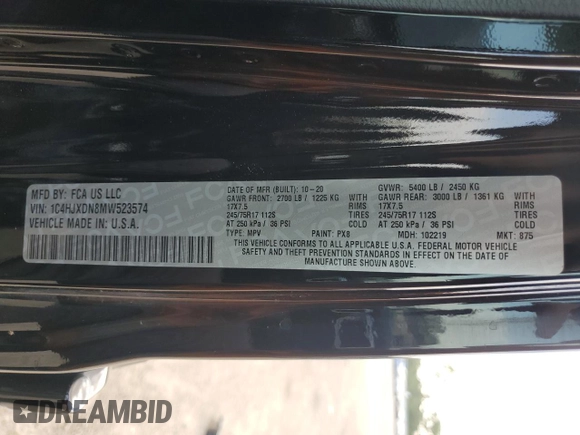 MFD BY: FCA US LLC
VIN: 1C4HJXDN8MW523574
VEHICLE MADE IN: U.S.A.
DATE OF MFR (BUILT): 10-20
GVWR: 5400 LB / 2450 KG
GAWR FRONT: 2700 LB / 1225 KG WITH
GAWR REAR: 3000 LB / 1361 KG WITH
17X7.5 RIMS
17X7.5 RIMS
245/75R17 112S
245/75R17 112S
AT 250 kPa / 36 PSI COLD
AT 250 kPa / 36 PSI COLD
TYPE: MPV PAINT: PX8 MDH: 102219 MKT: 875
THIS VEHICLE CONFORMS TO ALL APPLICABLE U.S.A. FEDERAL MOTOR VEHICLE
SAFETY AND THEFT PREVENTION STANDARDS IN EFFECT ON THE DATE OF
MANUFACTURE SHOWN ABOVE.
DREAMBID